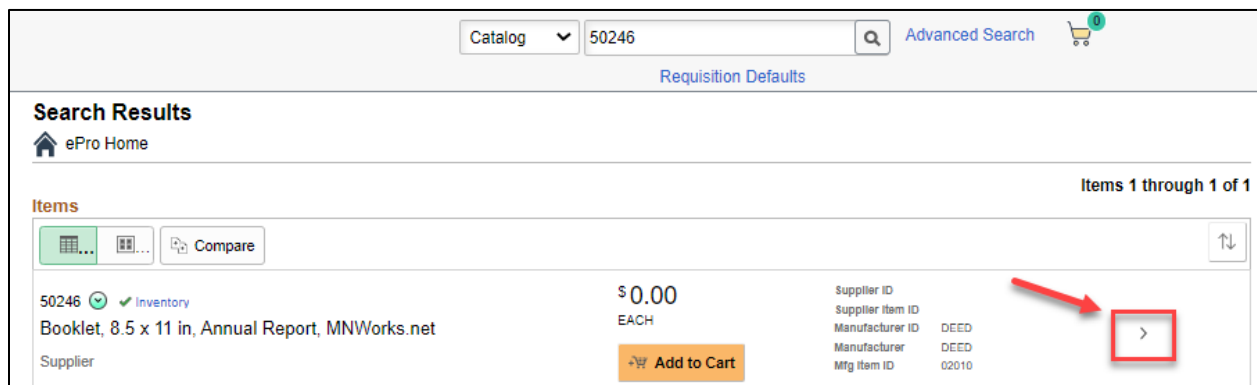 Catalog 50246 Advanced Search 0
Requisition Defaults
Search Results
ePro Home
Items 1 through 1 of 1
Items
... ... Compare
50246 Inventory
Booklet, 8.5 x 11 in, Annual Report, MNWorks.net
Supplier
$0.00
EACH
Add to Cart
Supplier ID
Supplier Item ID
Manufacturer ID DEED
Manufacturer DEED
Mfg Item ID 02010